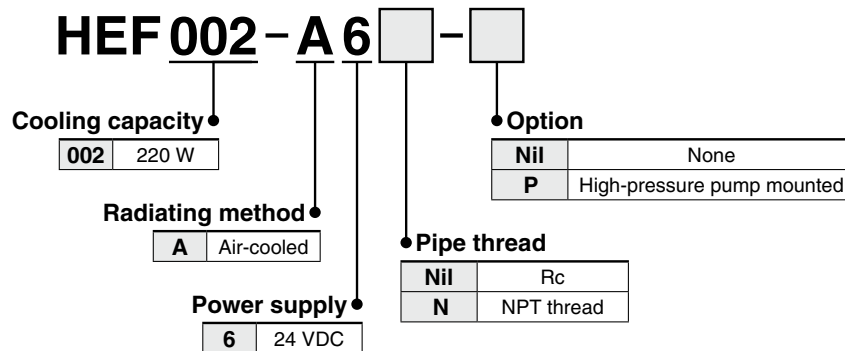 HEF 002 - A 6 -
Cooling capacity
002 220 W
Radiating method
A Air-cooled
Power supply
6 24 VDC
Pipe thread
Nil Rc
N NPT thread
Option
Nil None
P High-pressure pump mounted